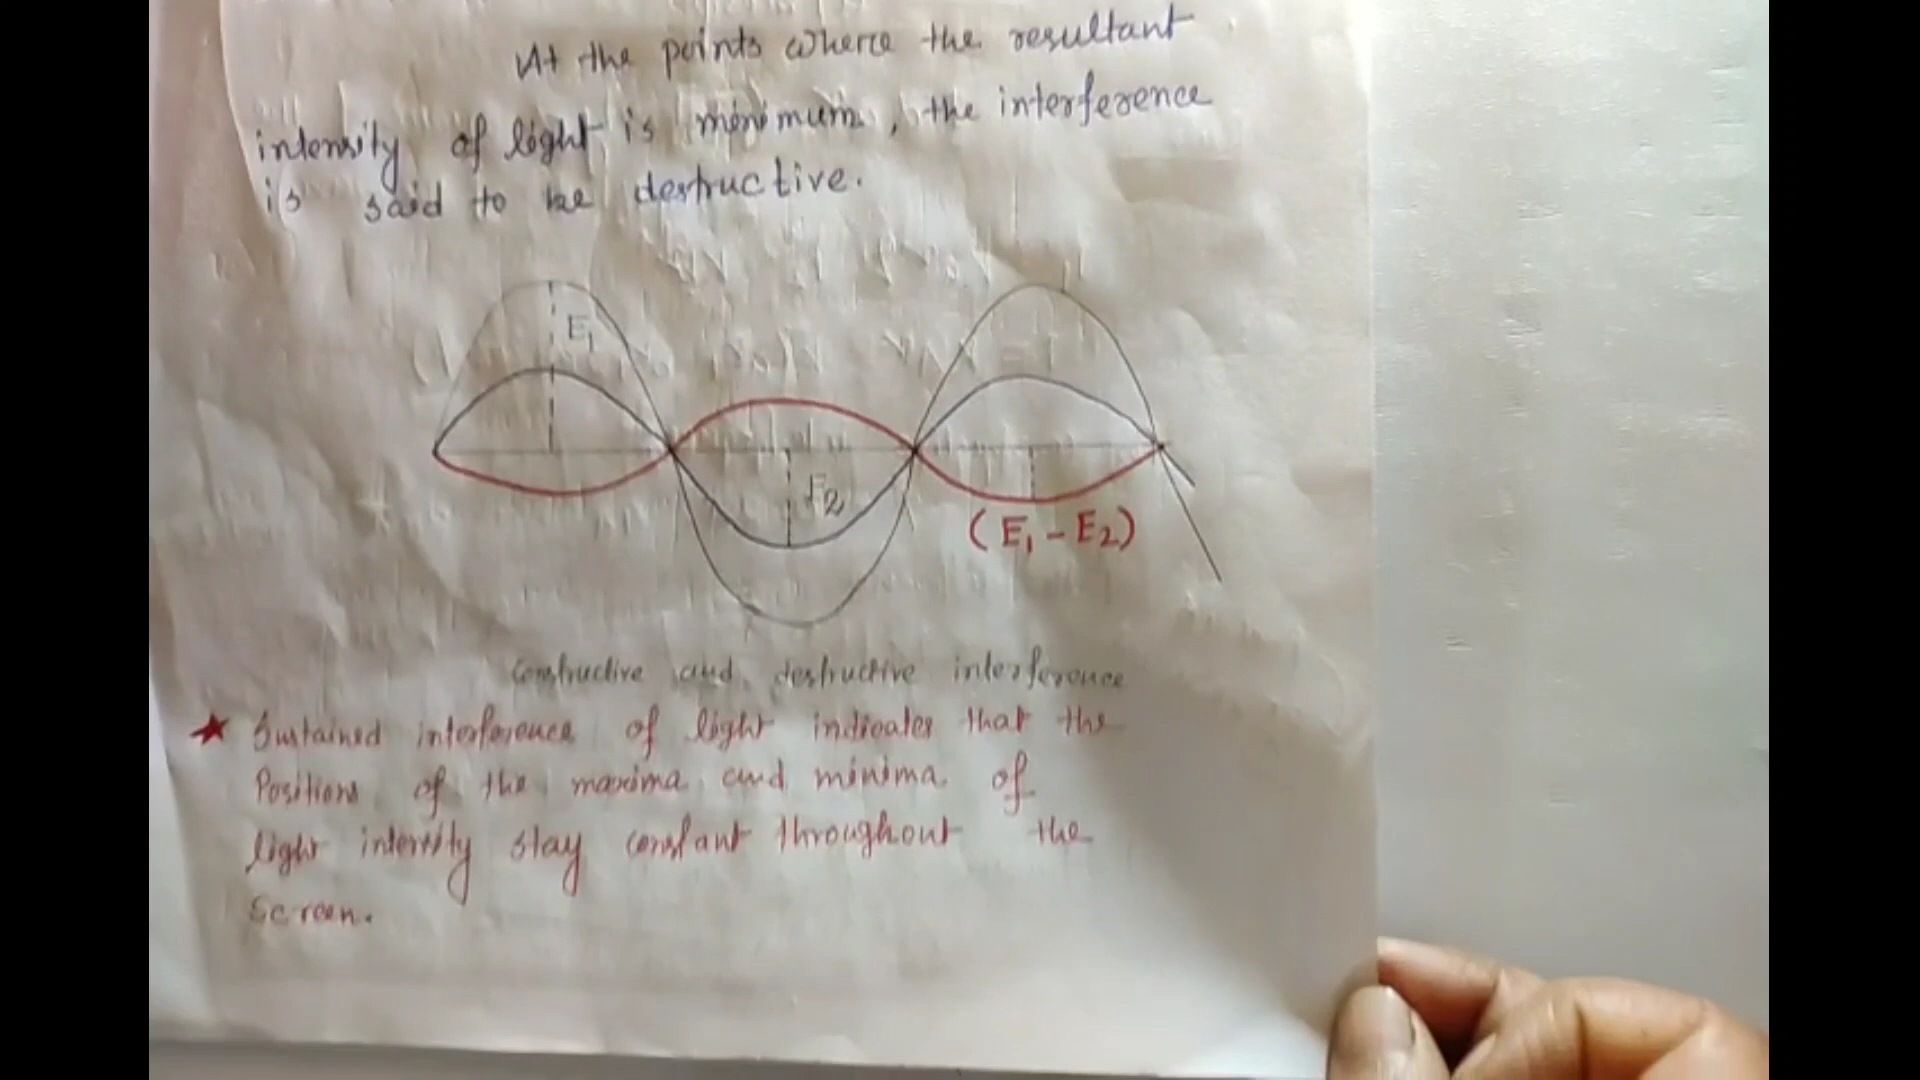 At the points where the resultant
intensity of light is minimum, the interference
is said to be destructive.
E₁
E₂
(E₁ - E₂)
Constructive and destructive interference
★ Sustained interference of light indicates that the
Positions of the maxima and minima of
light intensity stay constant throughout the
Screen.